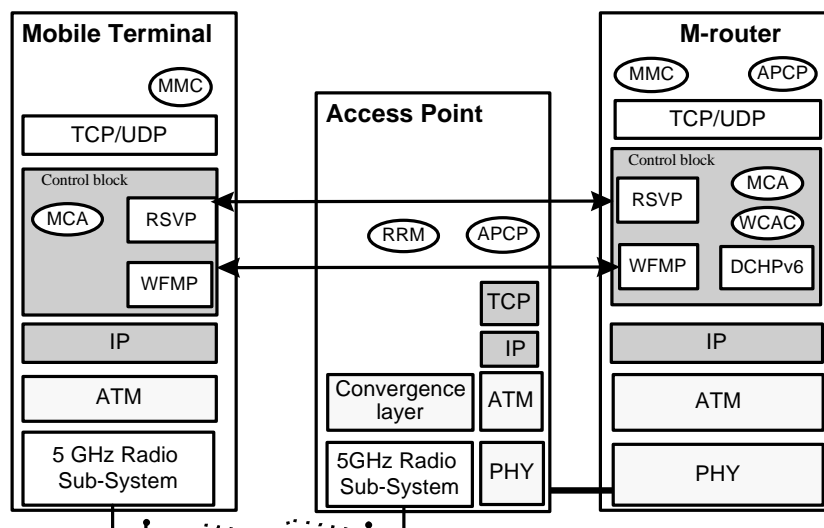 Mobile Terminal
MMC
TCP/UDP
Control block
MCA
RSVP
WFMP
IP
ATM
5 GHz Radio
Sub-System
Access Point
RRM
APCP
TCP
IP
Convergence
layer
ATM
5GHz Radio
Sub-System
PHY
M-router
MMC
APCP
TCP/UDP
Control block
MCA
RSVP
WCAC
WFMP
DCHPv6
IP
ATM
PHY